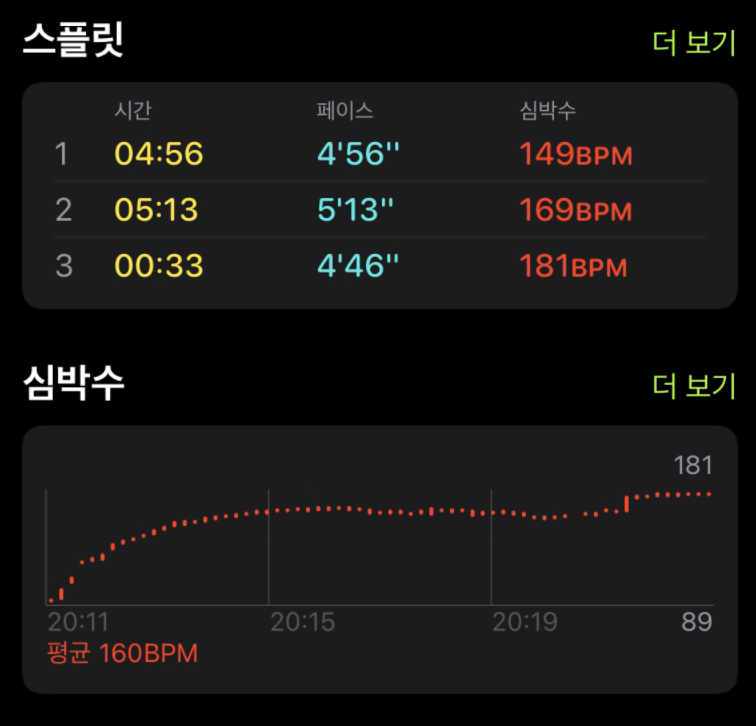 스플릿 더 보기
시간 페이스 심박수
1 04:56 4'56'' 149BPM
2 05:13 5'13'' 169BPM
3 00:33 4'46'' 181BPM
심박수 더 보기
181
20:11 20:15 20:19 89
평균 160BPM